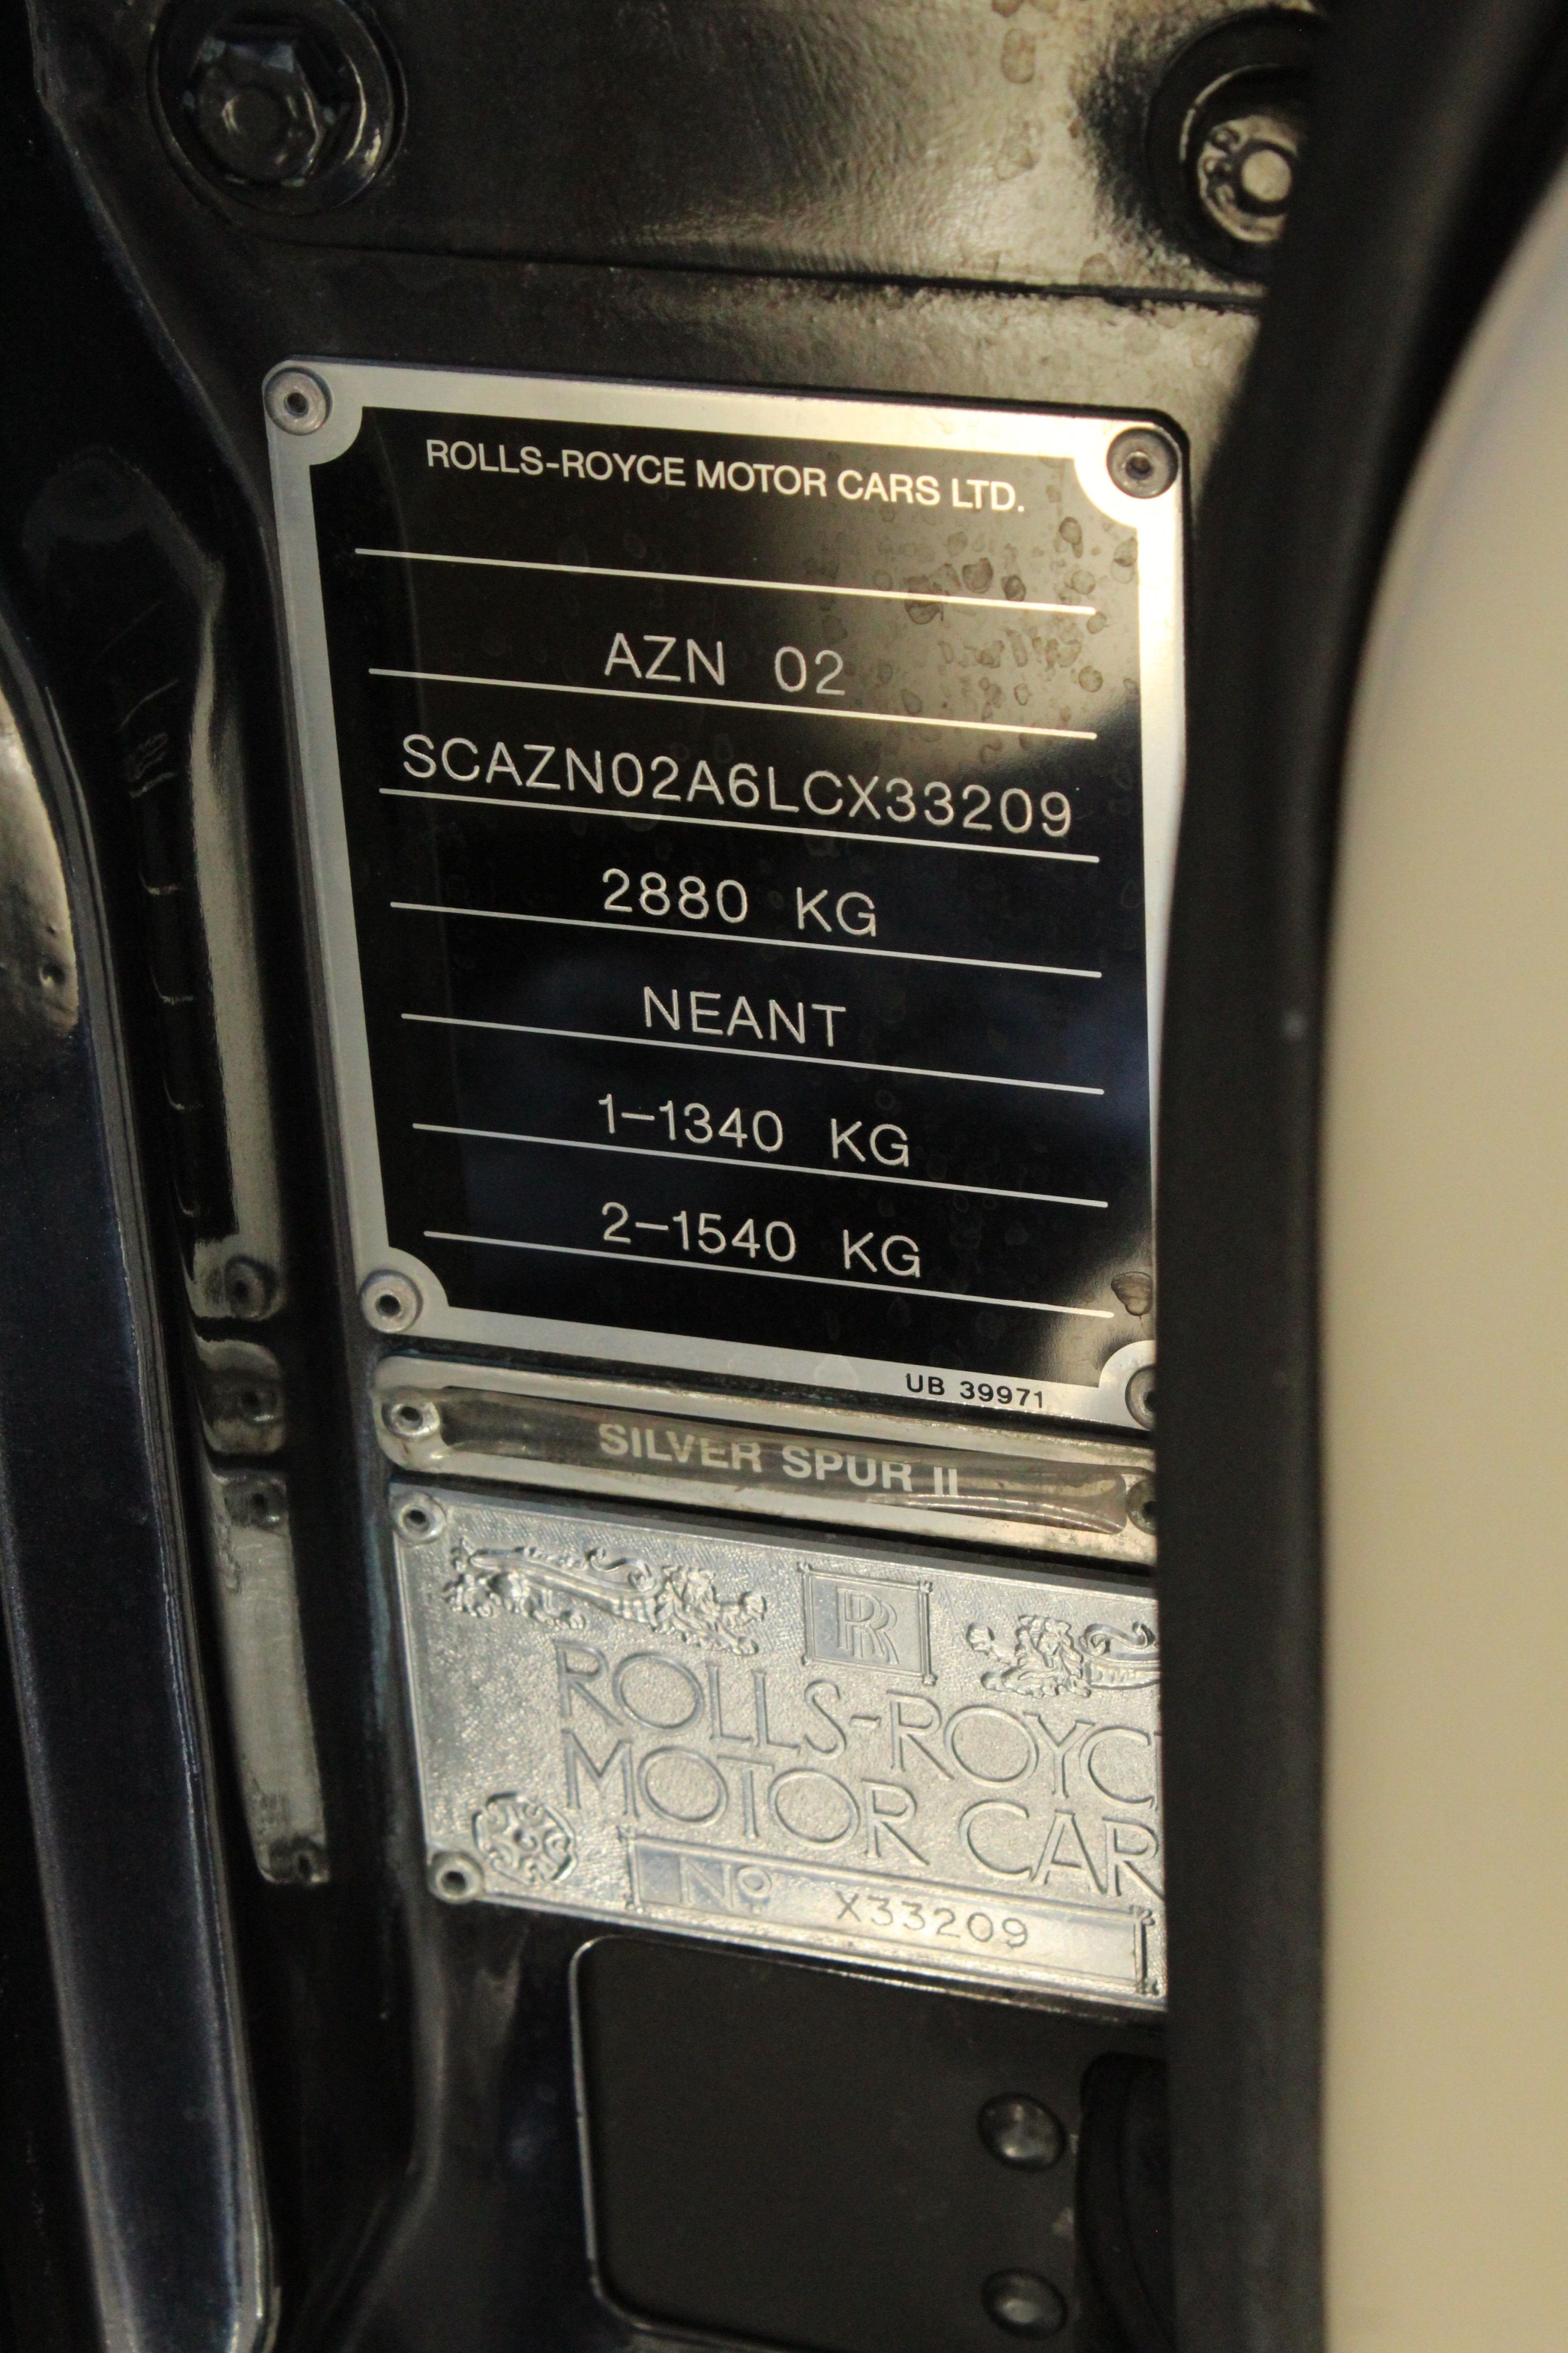 ROLLS-ROYCE MOTOR CARS LTD.
AZN 02
SCAZN02A6LCX33209
2880 KG
NEANT
1-1340 KG
2-1540 KG
UB 39971
SILVER SPUR II
RR
ROLLS-ROYC
MOTOR CAR
Nº X33209